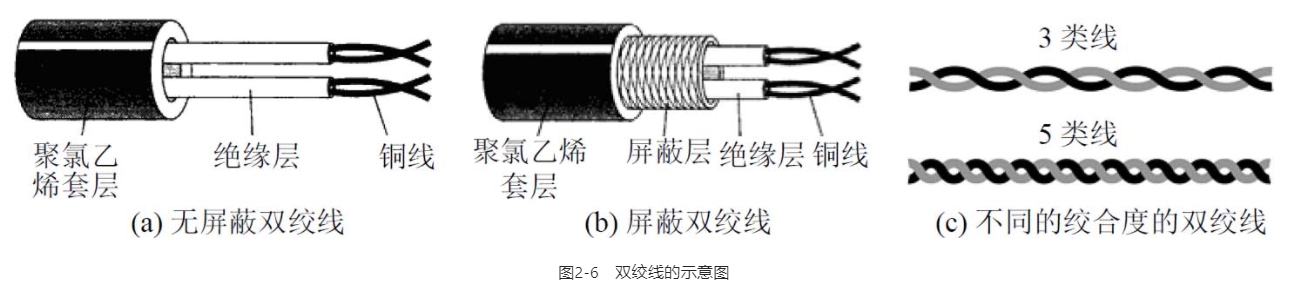 聚氯乙
烯套层
绝缘层
铜线
(a) 无屏蔽双绞线
聚氯乙烯
套层
屏蔽层
绝缘层
铜线
(b) 屏蔽双绞线
3 类线
5 类线
(c) 不同的绞合度的双绞线
图2-6 双绞线的示意图